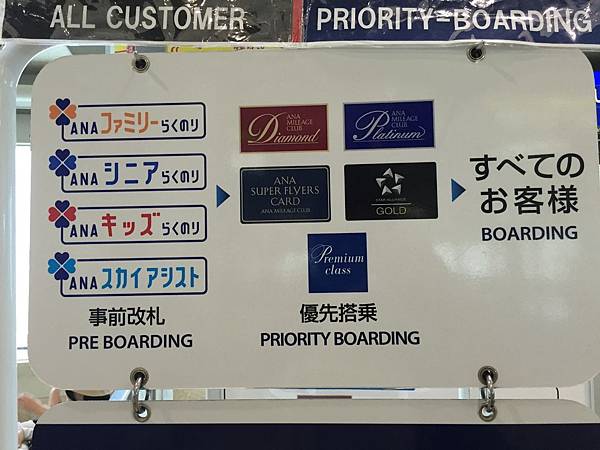 ALL CUSTOMER
PRIORITY-BOARDING
ANA ファミリーらくのり
ANA シニアらくのり
ANA キッズらくのり
ANA スカイアシスト
事前改札
PRE BOARDING
ANA
MILEAGE
CLUB
Diamond
ANA
MILEAGE
CLUB
Platinum
ANA
SUPER FLYERS
CARD
ANA MILEAGE CLUB
STAR ALLIANCE
GOLD
Premium
class
優先搭乗
PRIORITY BOARDING
すべての
お客様
BOARDING